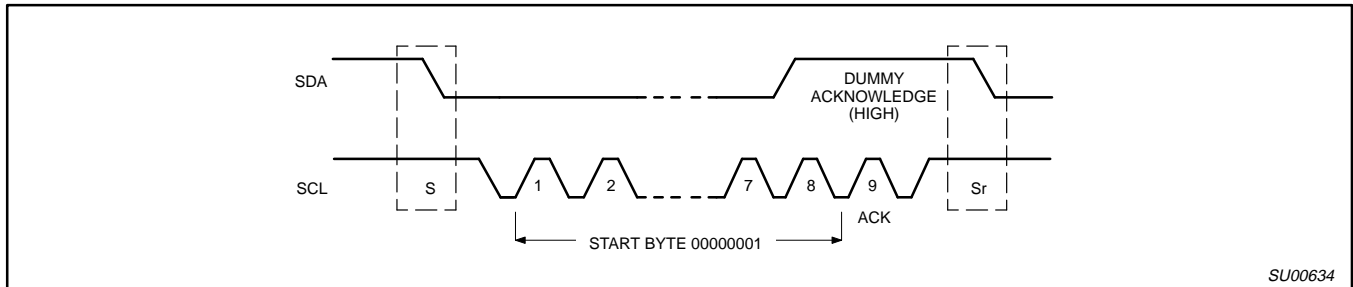 SDA
DUMMY
ACKNOWLEDGE
(HIGH)
SCL
S
1
2
7
8
9
Sr
ACK
START BYTE 00000001
SU00634